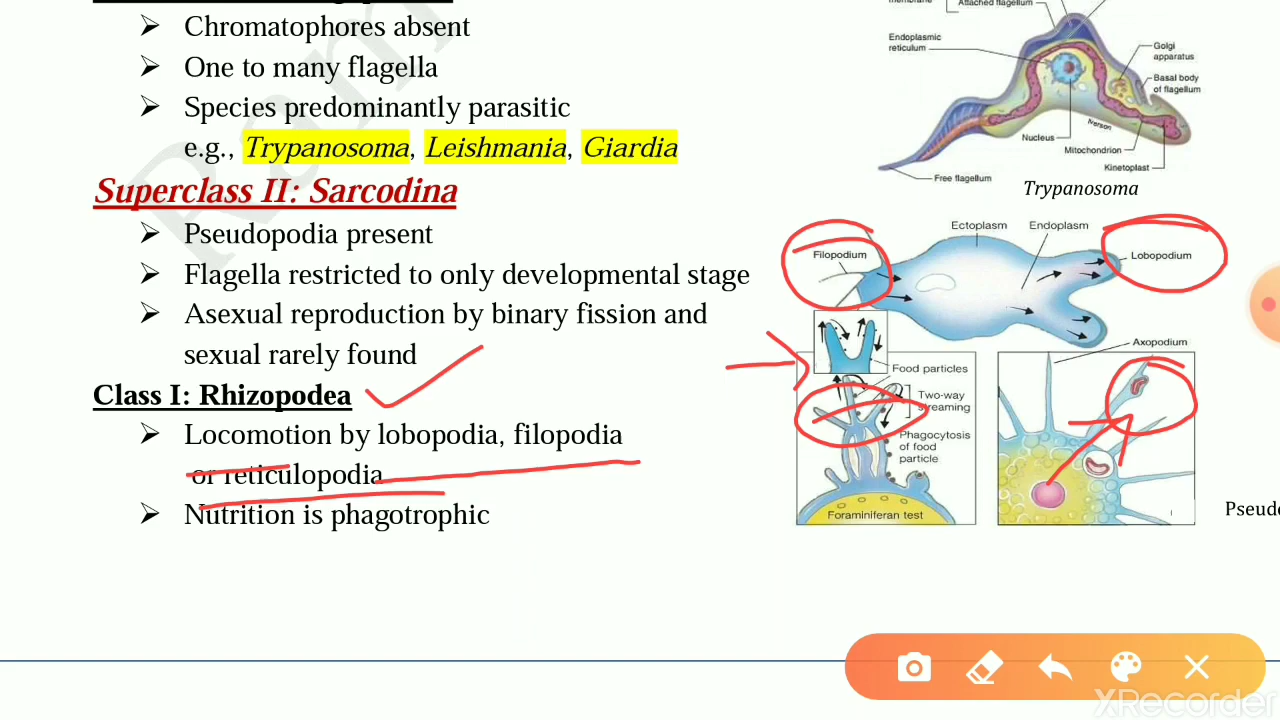 Chromatophores absent
One to many flagella
Species predominantly parasitic
e.g., Trypanosoma, Leishmania, Giardia
Superclass II: Sarcodina
Pseudopodia present
Flagella restricted to only developmental stage
Asexual reproduction by binary fission and
sexual rarely found
Class I: Rhizopodea
Locomotion by lobopodia, filopodia
or reticulopodia
Nutrition is phagotrophic
Attached flagellum
Endoplasmic
reticulum
Golgi
apparatus
Basal body
of flagellum
Nucleus
Mitochondrion
Kinetoplast
Free flagellum
Trypanosoma
Filopodium
Ectoplasm
Endoplasm
Lobopodium
Food particles
Two-way
streaming
Phagocytosis
of food
particle
Foraminiferan test
Axopodium
XRecorder